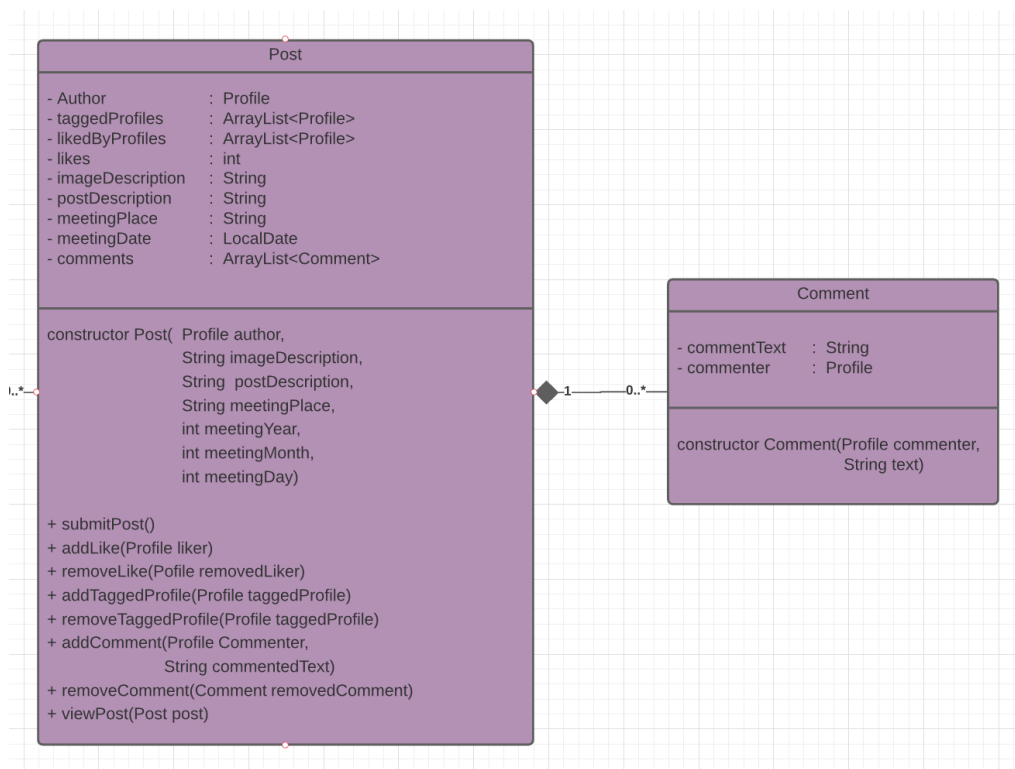 Post
- Author : Profile
- taggedProfiles : ArrayList<Profile>
- likedByProfiles : ArrayList<Profile>
- likes : int
- imageDescription : String
- postDescription : String
- meetingPlace : String
- meetingDate : LocalDate
- comments : ArrayList<Comment>
constructor Post( Profile author,
String imageDescription,
String postDescription,
String meetingPlace,
int meetingYear,
int meetingMonth,
int meetingDay)
+ submitPost()
+ addLike(Profile liker)
+ removeLike(Pofile removedLiker)
+ addTaggedProfile(Profile taggedProfile)
+ removeTaggedProfile(Profile taggedProfile)
+ addComment(Profile Commenter,
String commentedText)
+ removeComment(Comment removedComment)
+ viewPost(Post post)
..*
1
0..*
Comment
- commentText : String
- commenter : Profile
constructor Comment(Profile commenter,
String text)